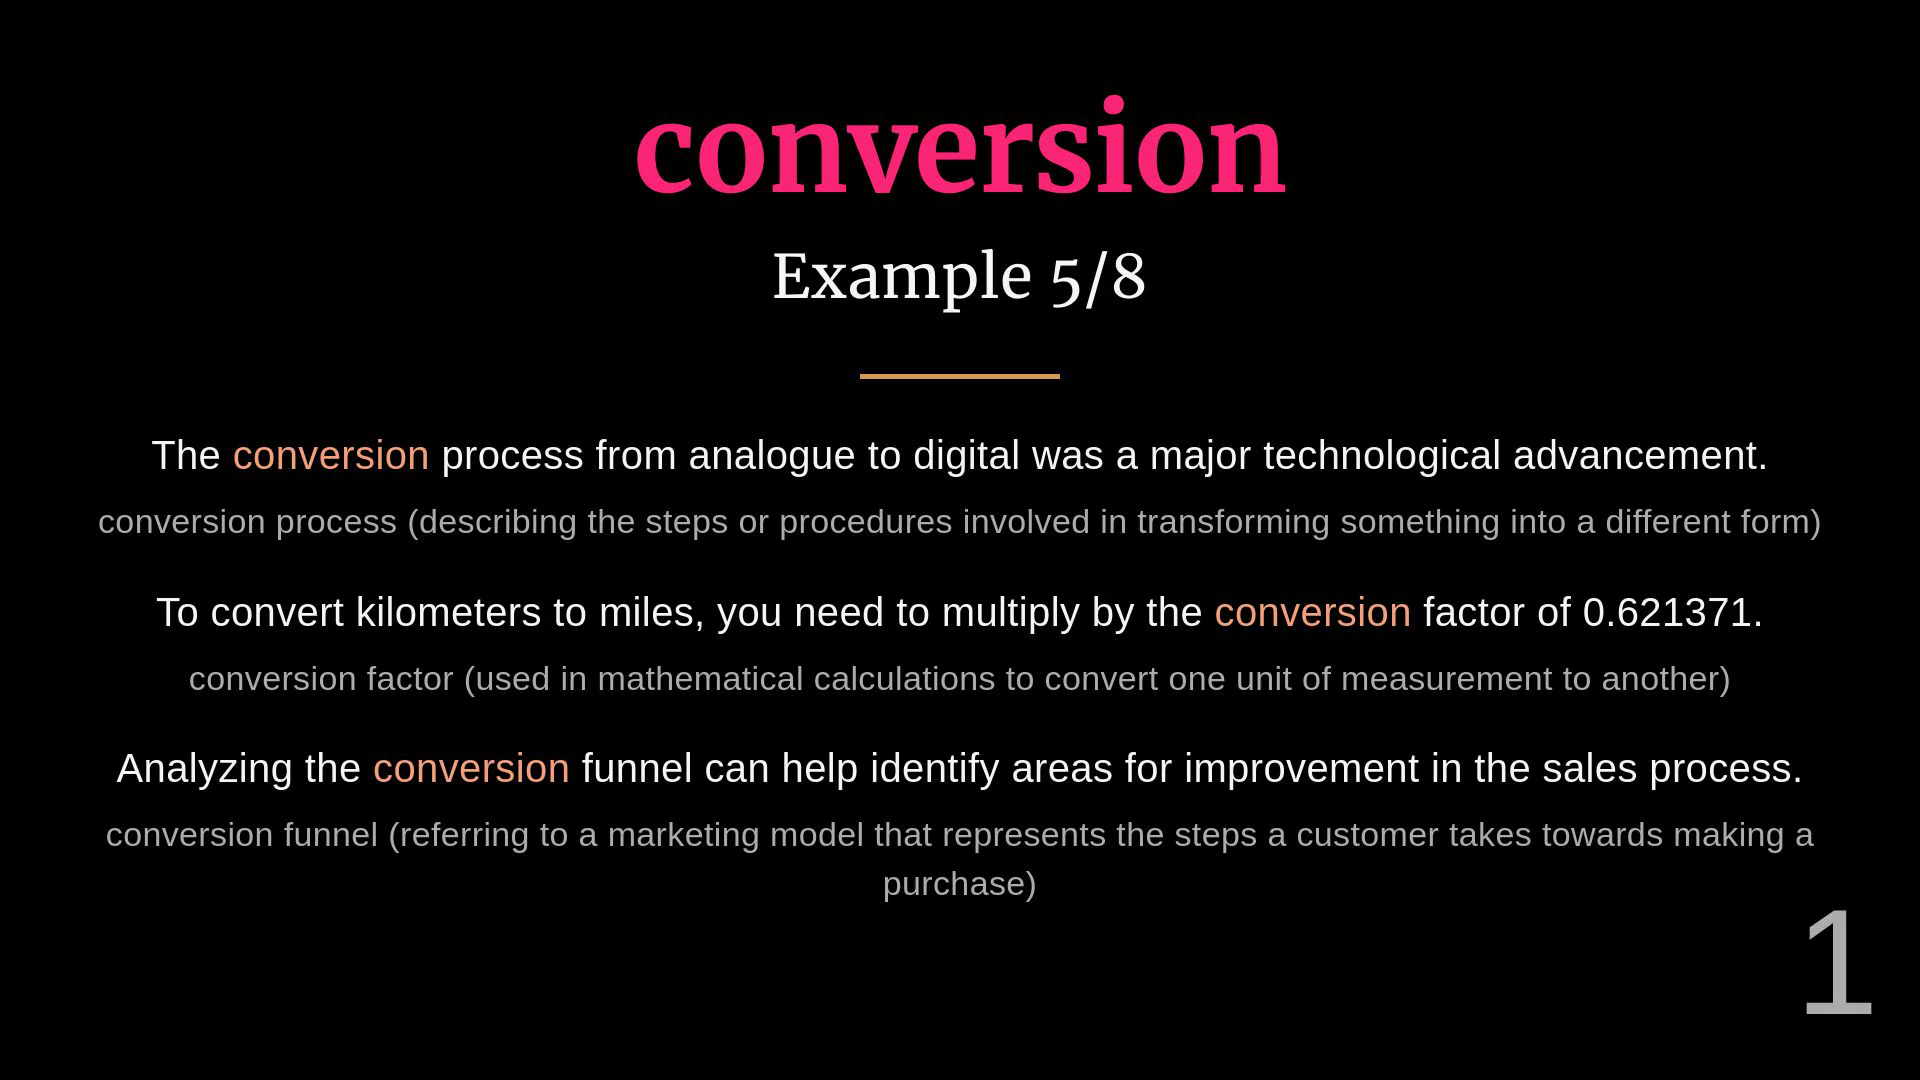 conversion
Example 5/8
The conversion process from analogue to digital was a major technological advancement.
conversion process (describing the steps or procedures involved in transforming something into a different form)
To convert kilometers to miles, you need to multiply by the conversion factor of 0.621371.
conversion factor (used in mathematical calculations to convert one unit of measurement to another)
Analyzing the conversion funnel can help identify areas for improvement in the sales process.
conversion funnel (referring to a marketing model that represents the steps a customer takes towards making a
purchase)
1